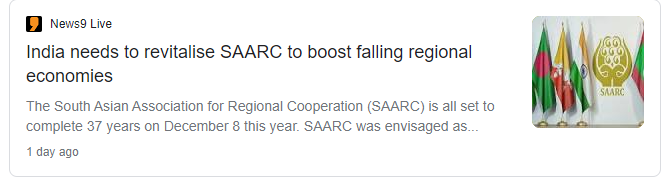 News9 Live
India needs to revitalise SAARC to boost falling regional
economies
The South Asian Association for Regional Cooperation (SAARC) is all set to
complete 37 years on December 8 this year. SAARC was envisaged as...
1 day ago
SAARC